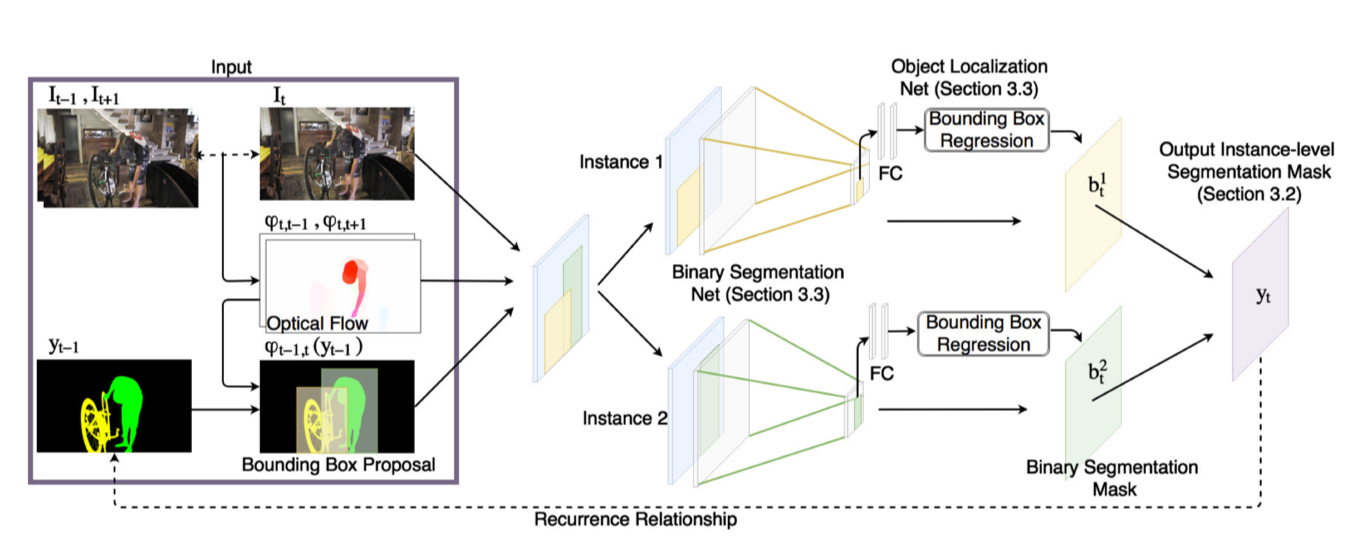 Input
I_{t−1} , I_{t+1}
I_t
φ_{t,t−1} , φ_{t,t+1}
Optical Flow
y_{t−1}
φ_{t−1,t} (y_{t−1} )
Bounding Box Proposal
Instance 1
Binary Segmentation
Net (Section 3.3)
Instance 2
Object Localization
Net (Section 3.3)
FC
Bounding Box
Regression
b_t^1
FC
Bounding Box
Regression
b_t^2
Binary Segmentation
Mask
Output Instance-level
Segmentation Mask
(Section 3.2)
y_t
Recurrence Relationship